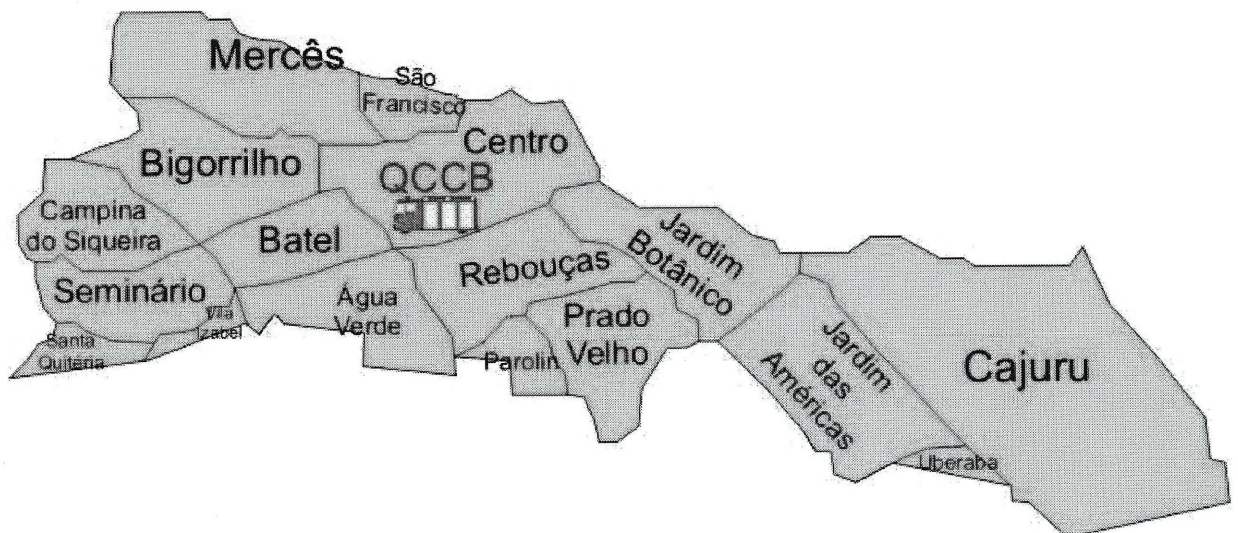 Mercês
São
Francisco
Centro
Bigorrilho
QCCB
Campina
do Siqueira
Batel
Jardim
Botânico
Rebouças
Seminário
Água
Verde
Vila
Izabel
Prado
Velho
Santa
Quitéria
Parolin
Jardim
das
Américas
Cajuru
Uberaba